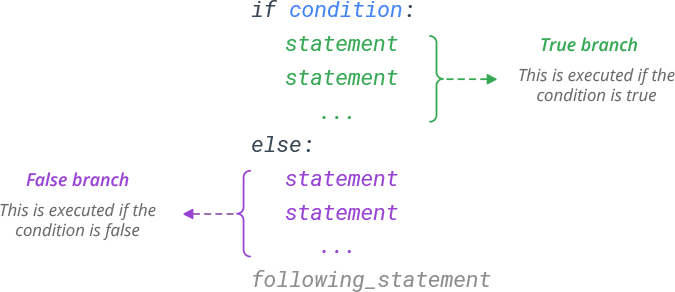 if condition:
statement
statement
...
True branch
This is executed if the
condition is true
else:
False branch
This is executed if the
condition is false
statement
statement
...
following_statement